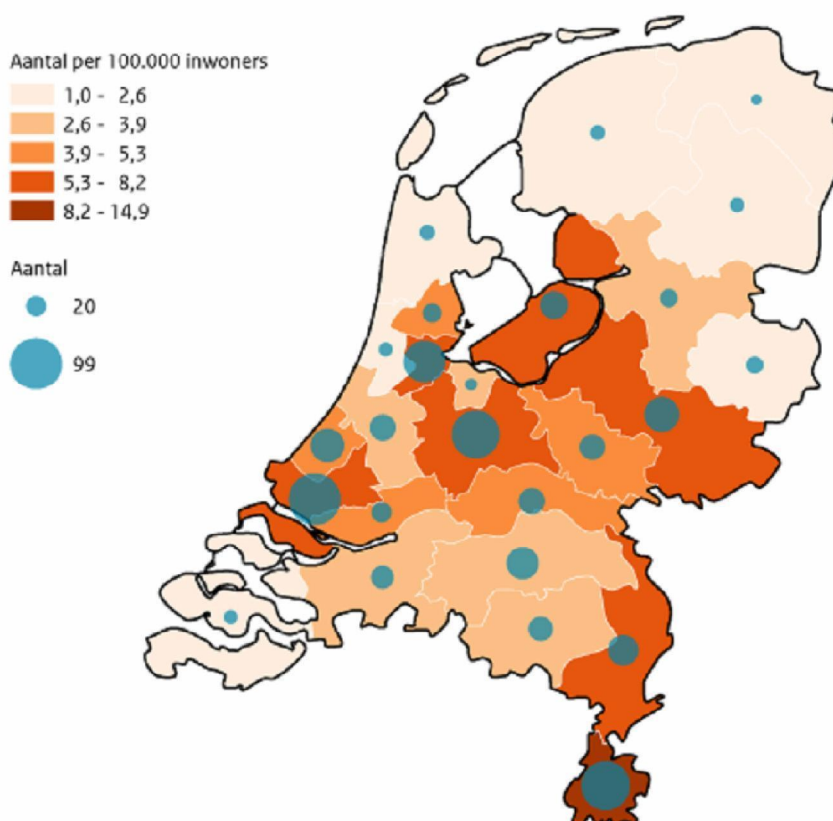 Aantal per 100.000 inwoners
1,0 - 2,6
2,6 - 3,9
3,9 - 5,3
5,3 - 8,2
8,2 - 14,9
Aantal
20
99